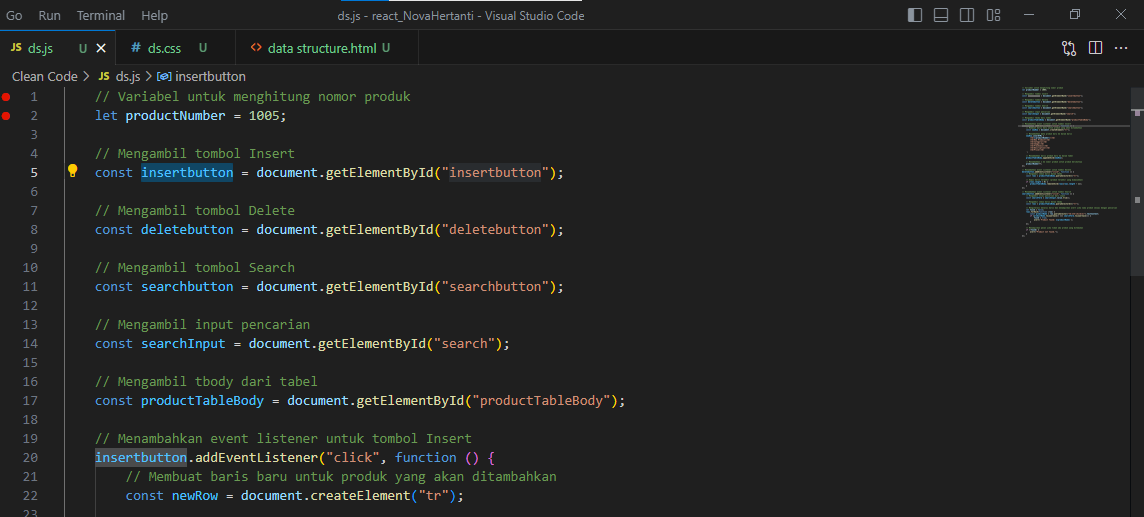 Go Run Terminal Help ds.js - react_NovaHertanti - Visual Studio Code
JS ds.js U # ds.css U <> data structure.html U
Clean Code > JS ds.js > insertbutton
1 // Variabel untuk menghitung nomor produk
2 let productNumber = 1005;
3
4 // Mengambil tombol Insert
5 const insertbutton = document.getElementById("insertbutton");
6
7 // Mengambil tombol Delete
8 const deletebutton = document.getElementById("deletebutton");
9
10 // Mengambil tombol Search
11 const searchbutton = document.getElementById("searchbutton");
12
13 // Mengambil input pencarian
14 const searchInput = document.getElementById("search");
15
16 // Mengambil tbody dari tabel
17 const productTableBody = document.getElementById("productTableBody");
18
19 // Menambahkan event listener untuk tombol Insert
20 insertbutton.addEventListener("click", function () {
21 // Membuat baris baru untuk produk yang akan ditambahkan
22 const newRow = document.createElement("tr");
23